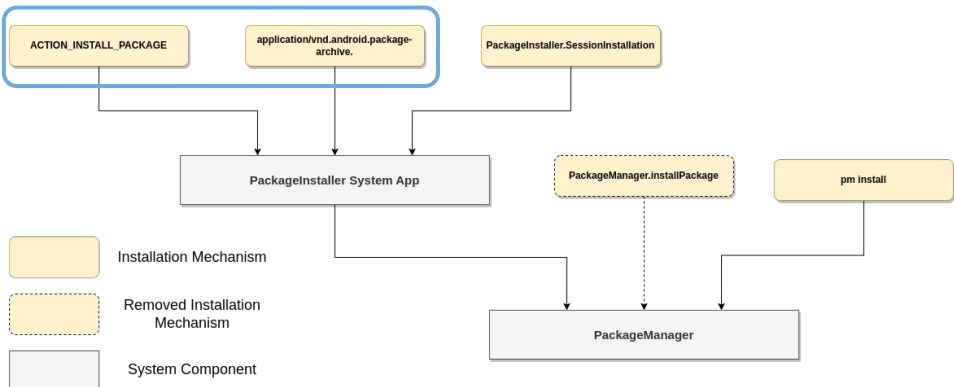 ACTION_INSTALL_PACKAGE
application/vnd.android.package-
archive.
PackageInstaller.SessionInstallation
PackageInstaller System App
PackageManager.installPackage
pm install
Installation Mechanism
Removed Installation
Mechanism
PackageManager
System Component